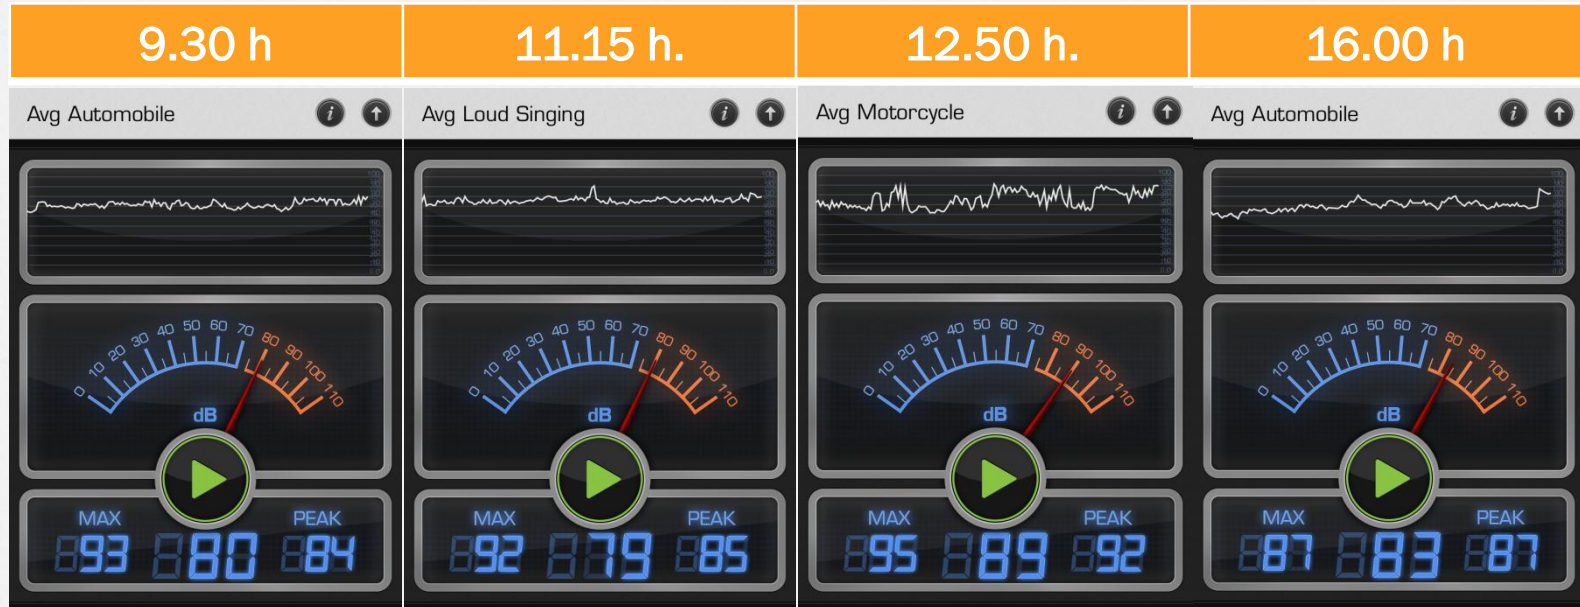 9.30 h
11.15 h.
12.50 h.
16.00 h
Avg Automobile
Avg Loud Singing
Avg Motorcycle
Avg Automobile
0 10 20 30 40 50 60 70 80 90 100 110
dB
MAX
PEAK
93 80 84
0 10 20 30 40 50 60 70 80 90 100 110
dB
MAX
PEAK
92 79 85
0 10 20 30 40 50 60 70 80 90 100 110
dB
MAX
PEAK
95 89 92
0 10 20 30 40 50 60 70 80 90 100 110
dB
MAX
PEAK
87 83 87